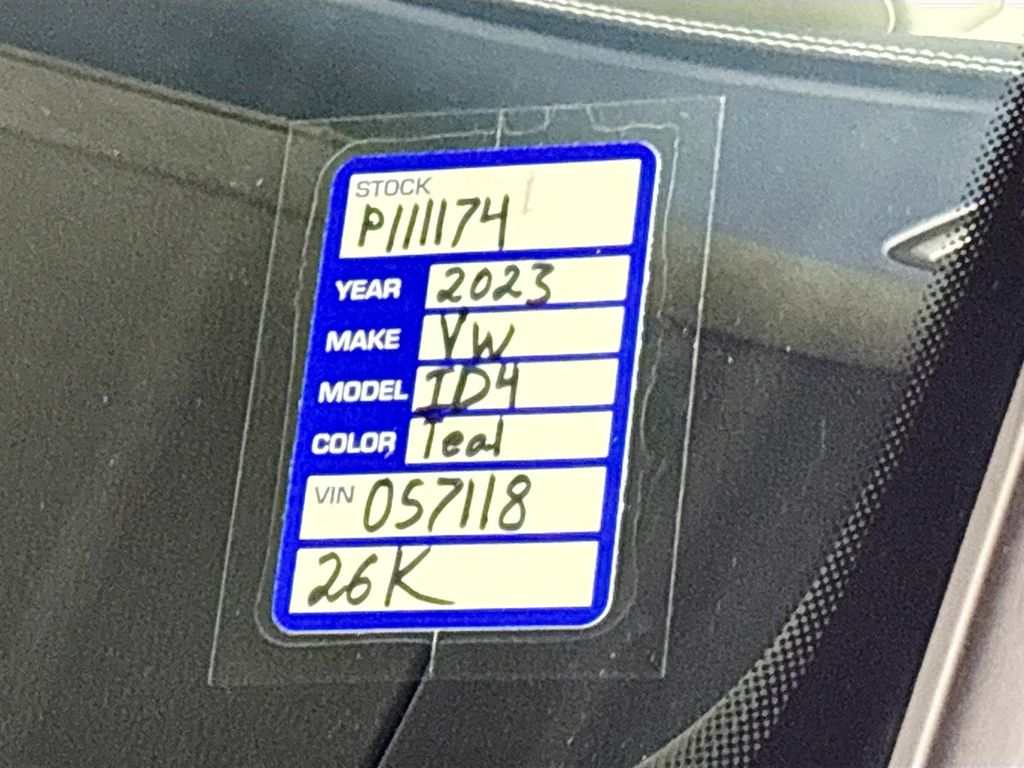 STOCK
P111174
YEAR 2023
MAKE VW
MODEL ID4
COLOR Teal
VIN 057118
26K